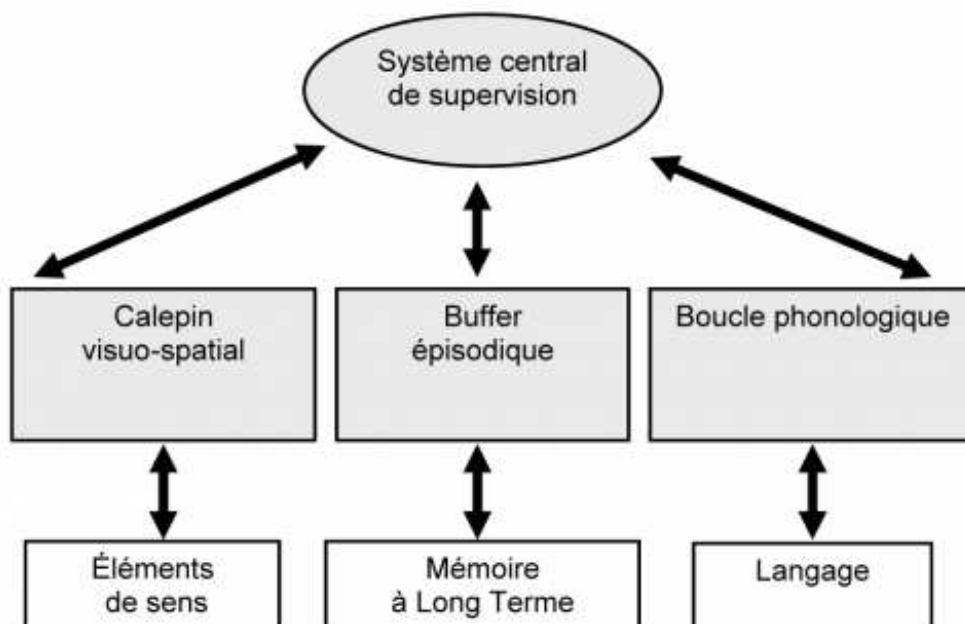 Système central
de supervision
Calepin
visuo-spatial
Buffer
épisodique
Boucle phonologique
Éléments
de sens
Mémoire
à Long Terme
Langage